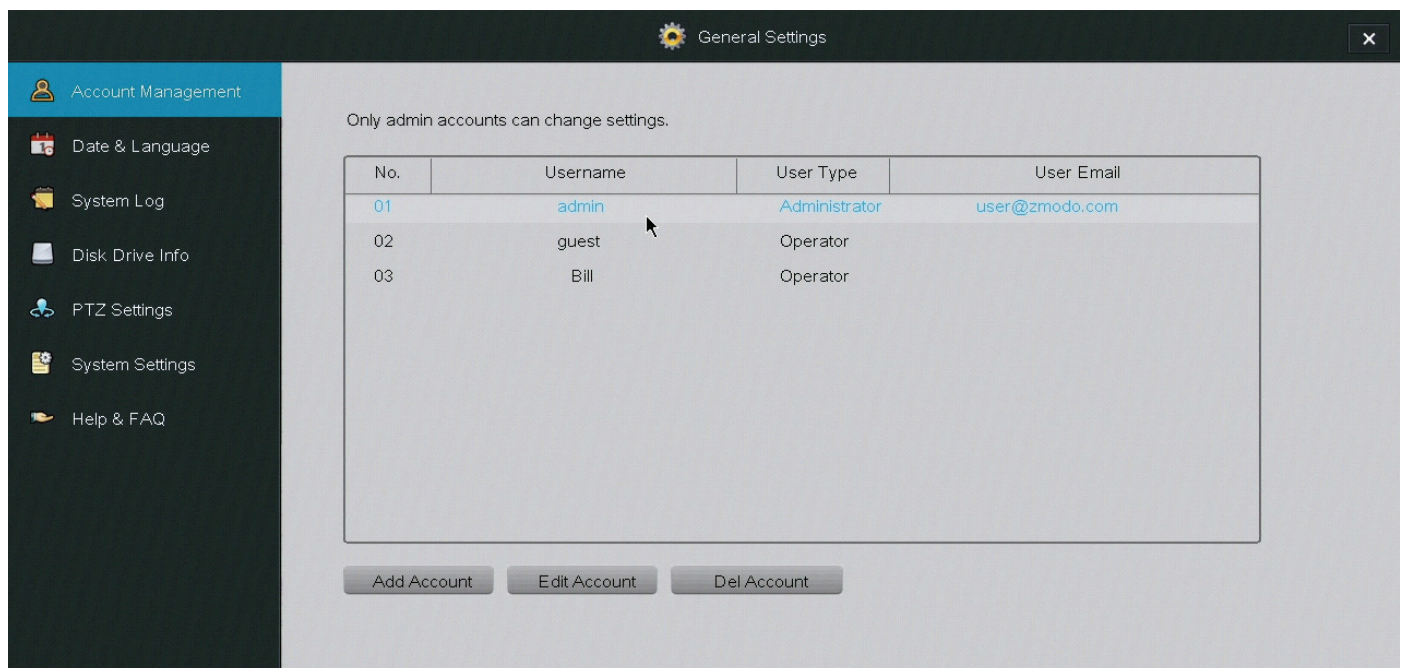 General Settings
Account Management
Date & Language
System Log
Disk Drive Info
PTZ Settings
System Settings
Help & FAQ
Only admin accounts can change settings.
No. Username User Type User Email
01 admin Administrator user@zmodo.com
02 guest Operator
03 Bill Operator
Add Account Edit Account Del Account